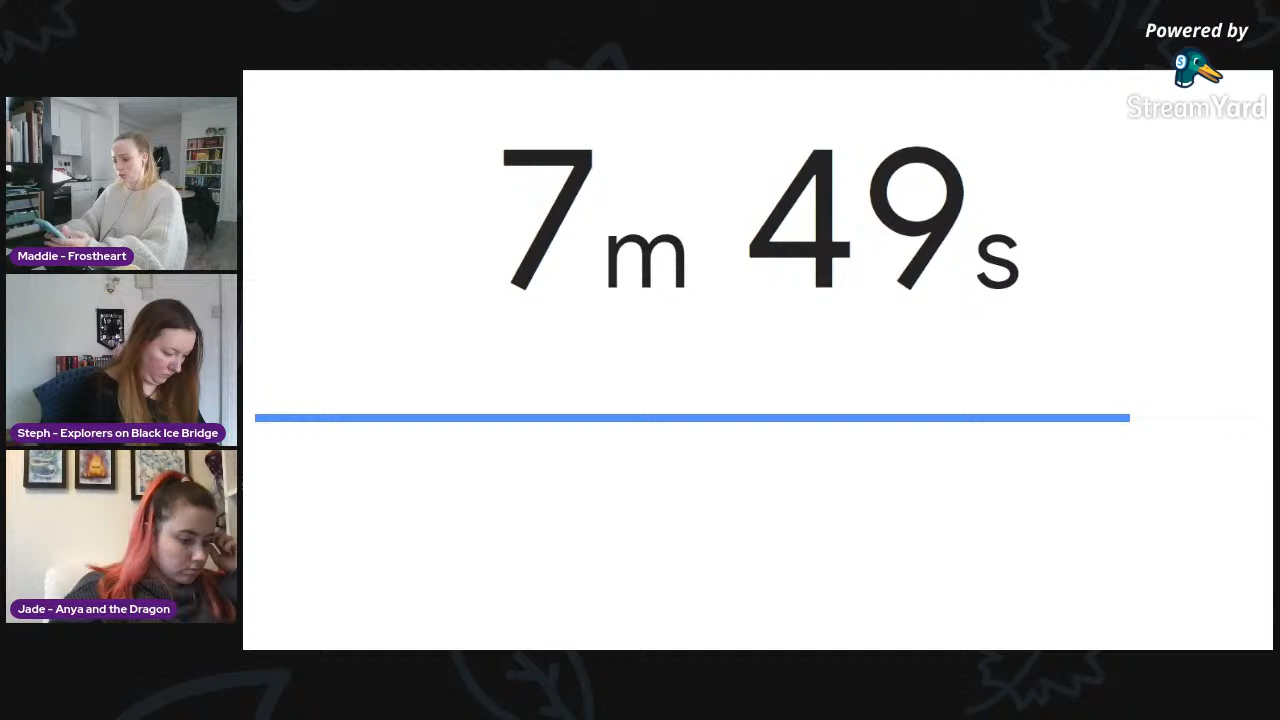 Powered by
StreamYard
7m 49s
Maddie - Frostheart
Steph - Explorers on Black Ice Bridge
Jade - Anya and the Dragon